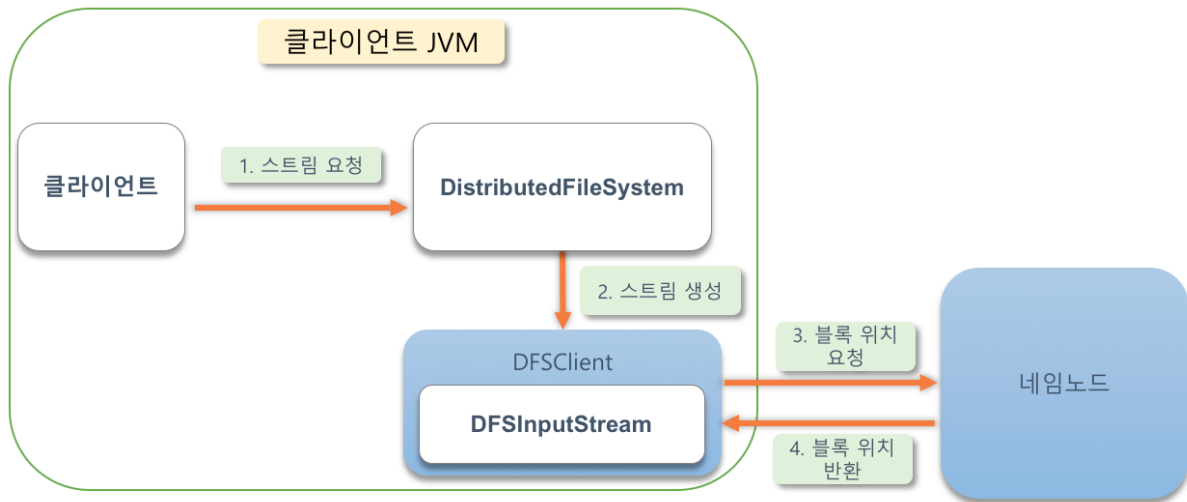 클라이언트 JVM
클라이언트
1. 스트림 요청
DistributedFileSystem
2. 스트림 생성
DFSClient
DFSInputStream
3. 블록 위치
요청
4. 블록 위치
반환
네임노드